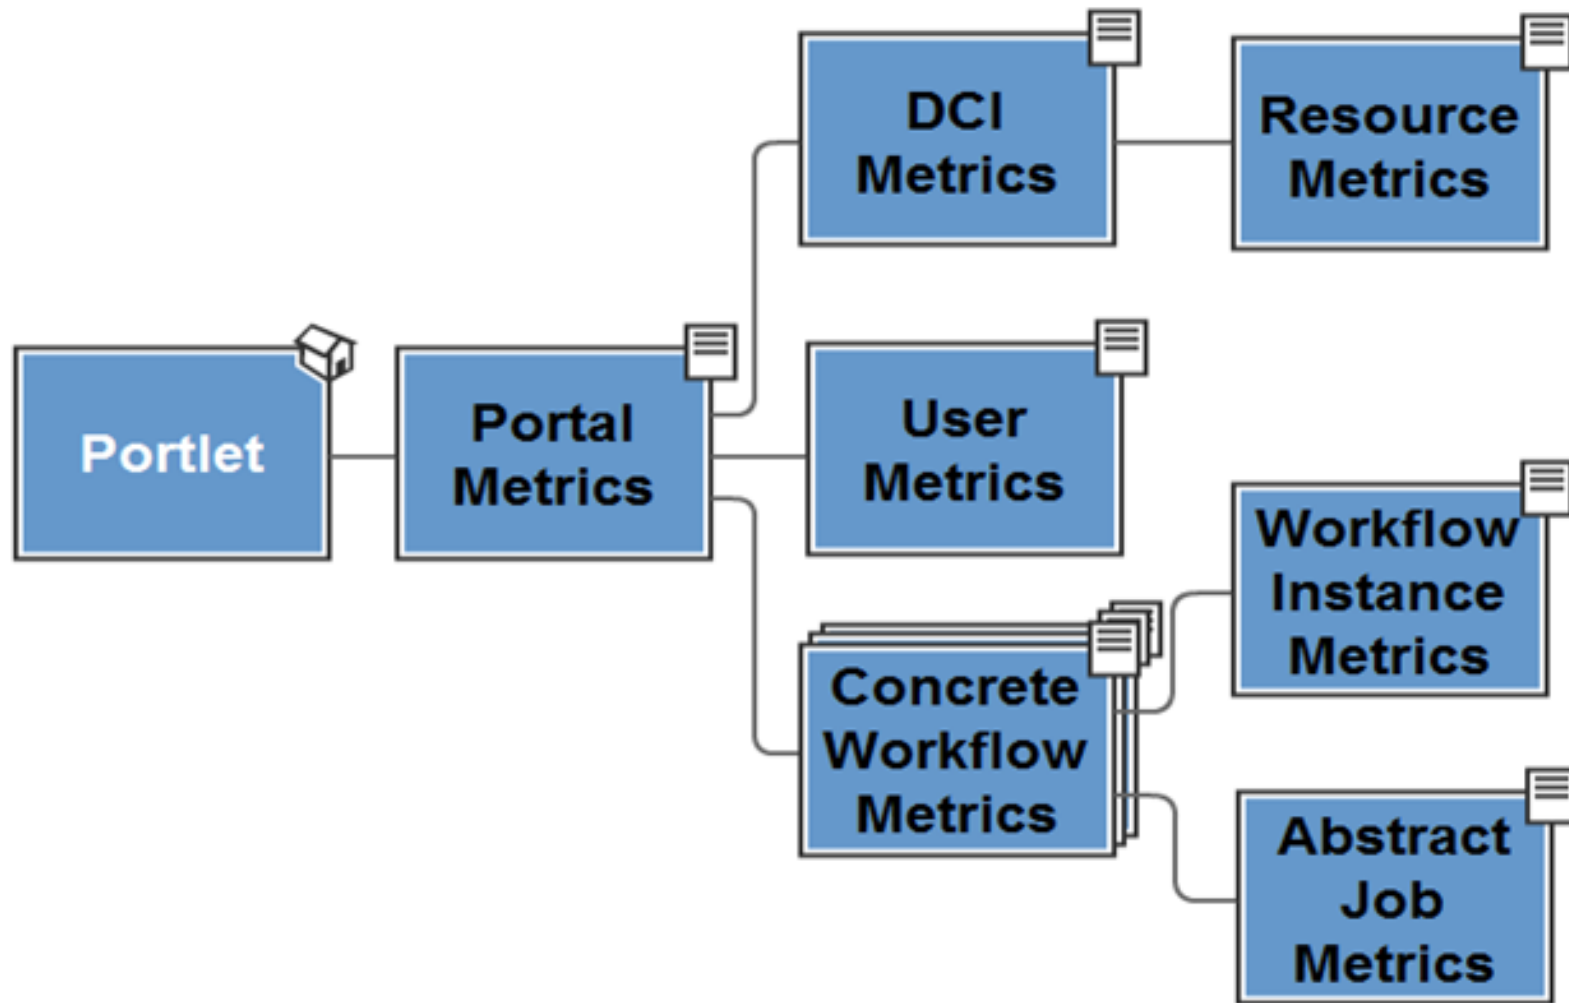 DCI
Metrics
Resource
Metrics
Portlet
Portal
Metrics
User
Metrics
Concrete
Workflow
Metrics
Workflow
Instance
Metrics
Abstract
Job
Metrics